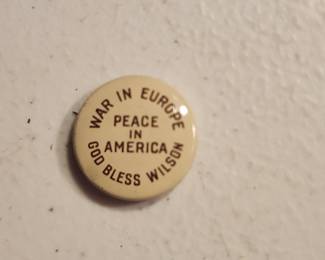 WAR IN EUROPE
PEACE
IN
AMERICA
GOD BLESS WILSON